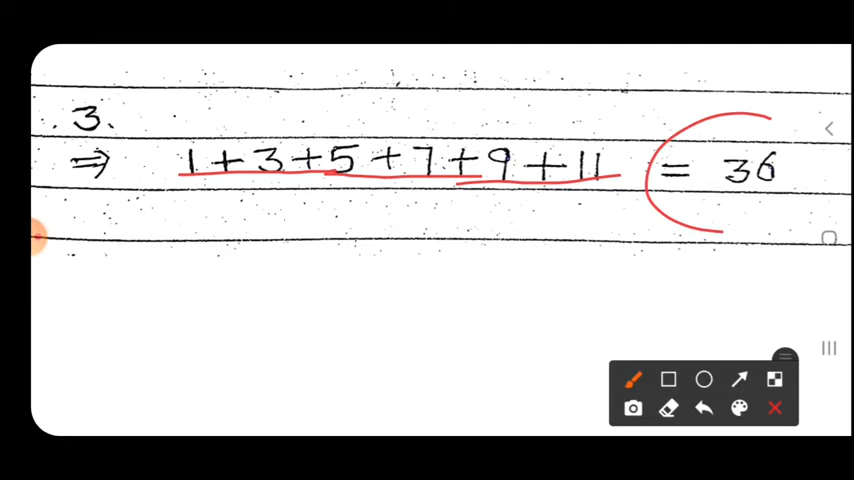 3.
⇒ 1 + 3 + 5 + 7 + 9 + 11 = 36